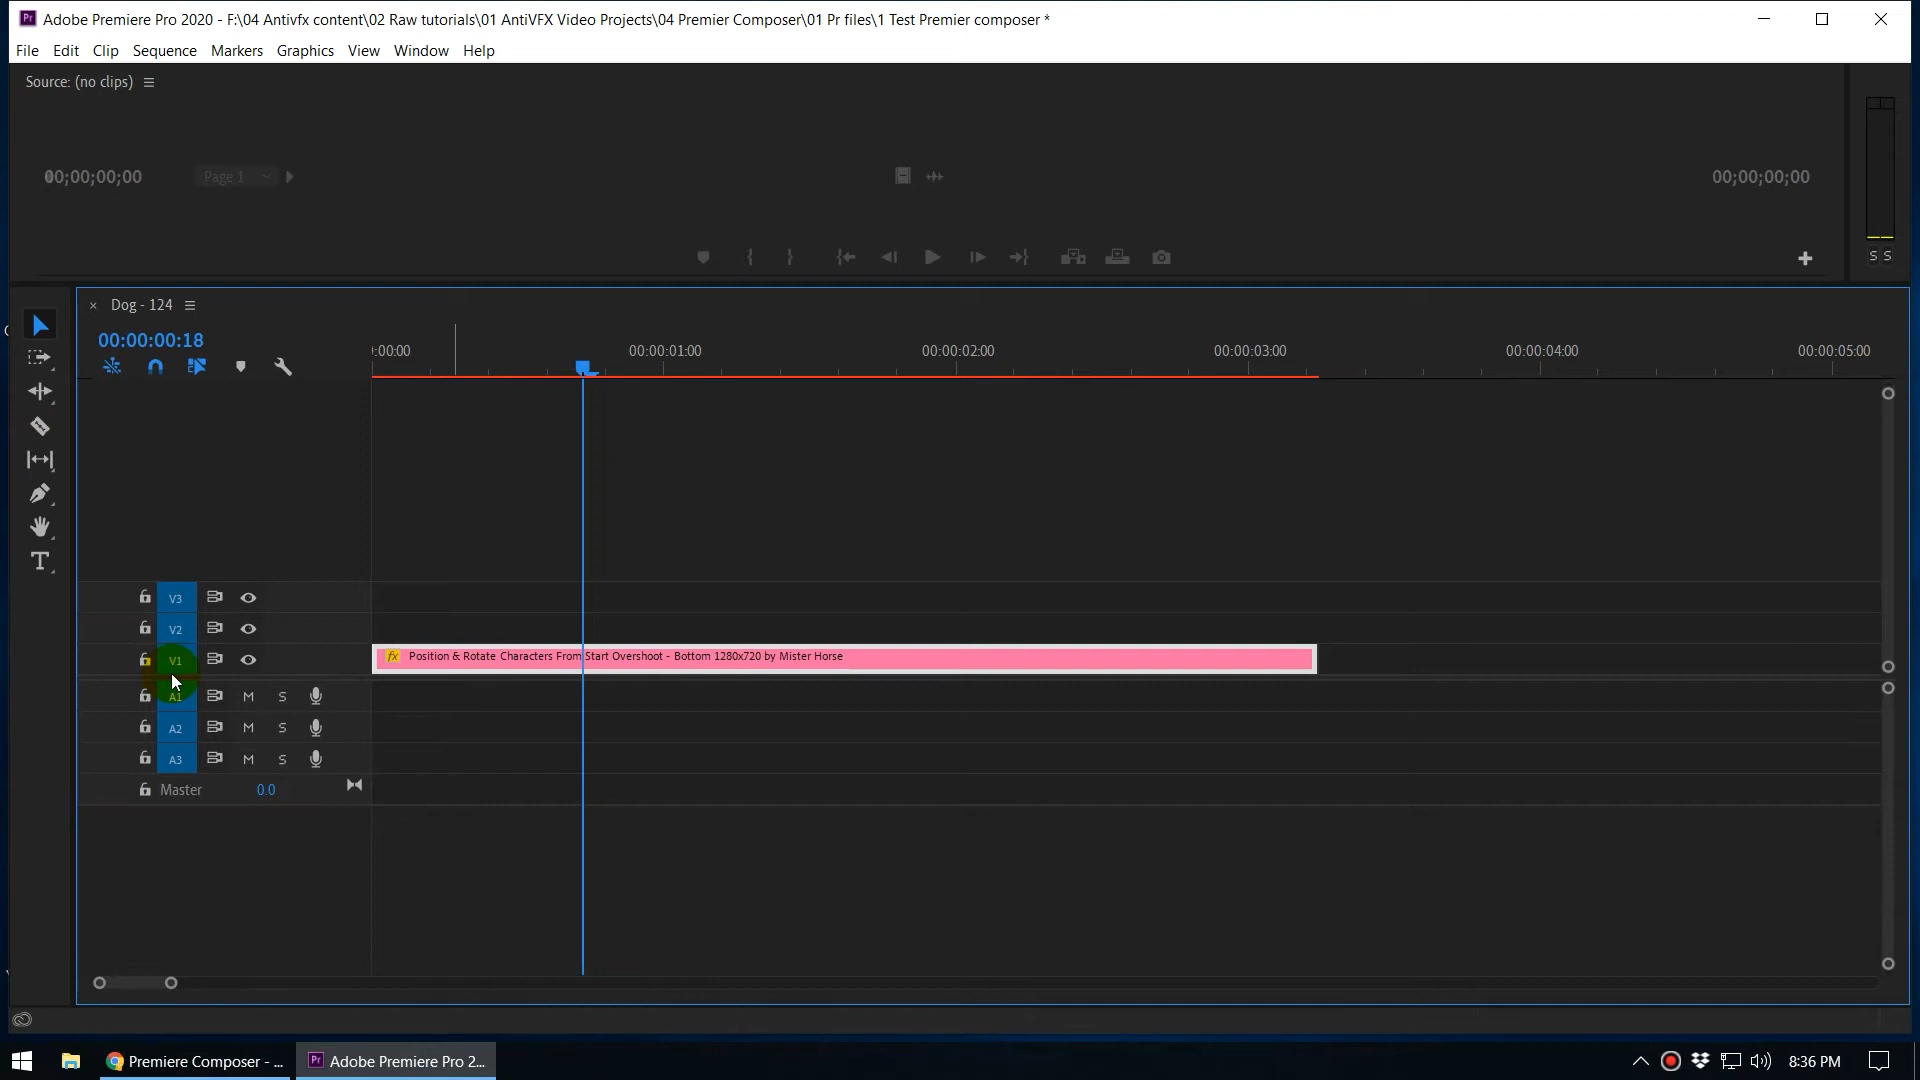 Adobe Premiere Pro 2020 - F:\04 Antivfx content\02 Raw tutorials\01 AntiVFX Video Projects\04 Premier Composer\01 Pr files\1 Test Premier composer *
File Edit Clip Sequence Markers Graphics View Window Help
Source: (no clips)
00;00;00;00 Page 1 00;00;00;00
S S
Dog - 124
00:00:00:18
:00:00 00:00:01:00 00:00:02:00 00:00:03:00 00:00:04:00 00:00:05:00
V3
V2
V1 fx Position & Rotate Characters From Start Overshoot - Bottom 1280x720 by Mister Horse
A1 M S
A2 M S
A3 M S
Master 0.0
Premiere Composer - ... Pr Adobe Premiere Pro 2... 8:36 PM